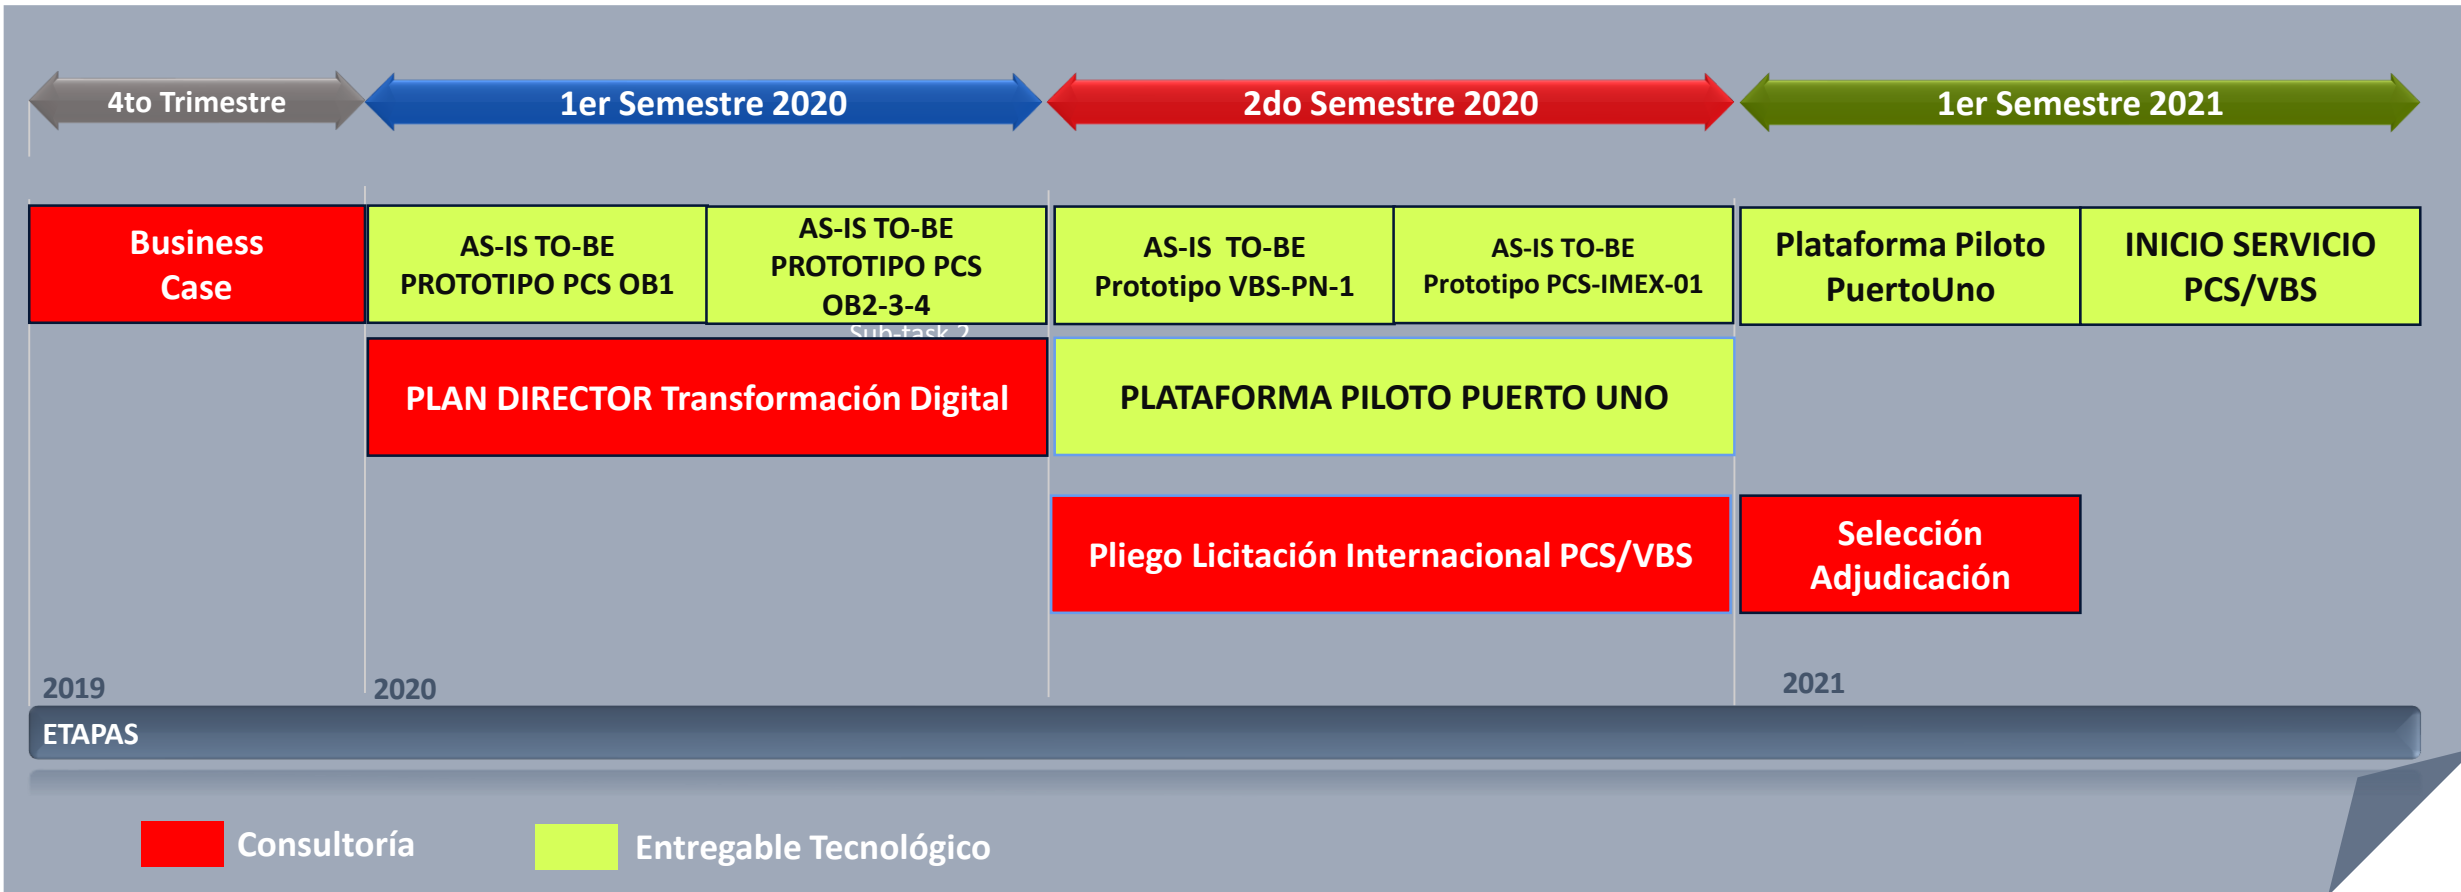 4to Trimestre
1er Semestre 2020
2do Semestre 2020
1er Semestre 2021
Business
Case
AS-IS TO-BE
PROTOTIPO PCS OB1
AS-IS TO-BE
PROTOTIPO PCS
OB2-3-4
Sub-task 2
AS-IS TO-BE
Prototipo VBS-PN-1
AS-IS TO-BE
Prototipo PCS-IMEX-01
Plataforma Piloto
PuertoUno
INICIO SERVICIO
PCS/VBS
PLAN DIRECTOR Transformación Digital
PLATAFORMA PILOTO PUERTO UNO
Pliego Licitación Internacional PCS/VBS
Selección
Adjudicación
2019
2020
2021
ETAPAS
Consultoría
Entregable Tecnológico